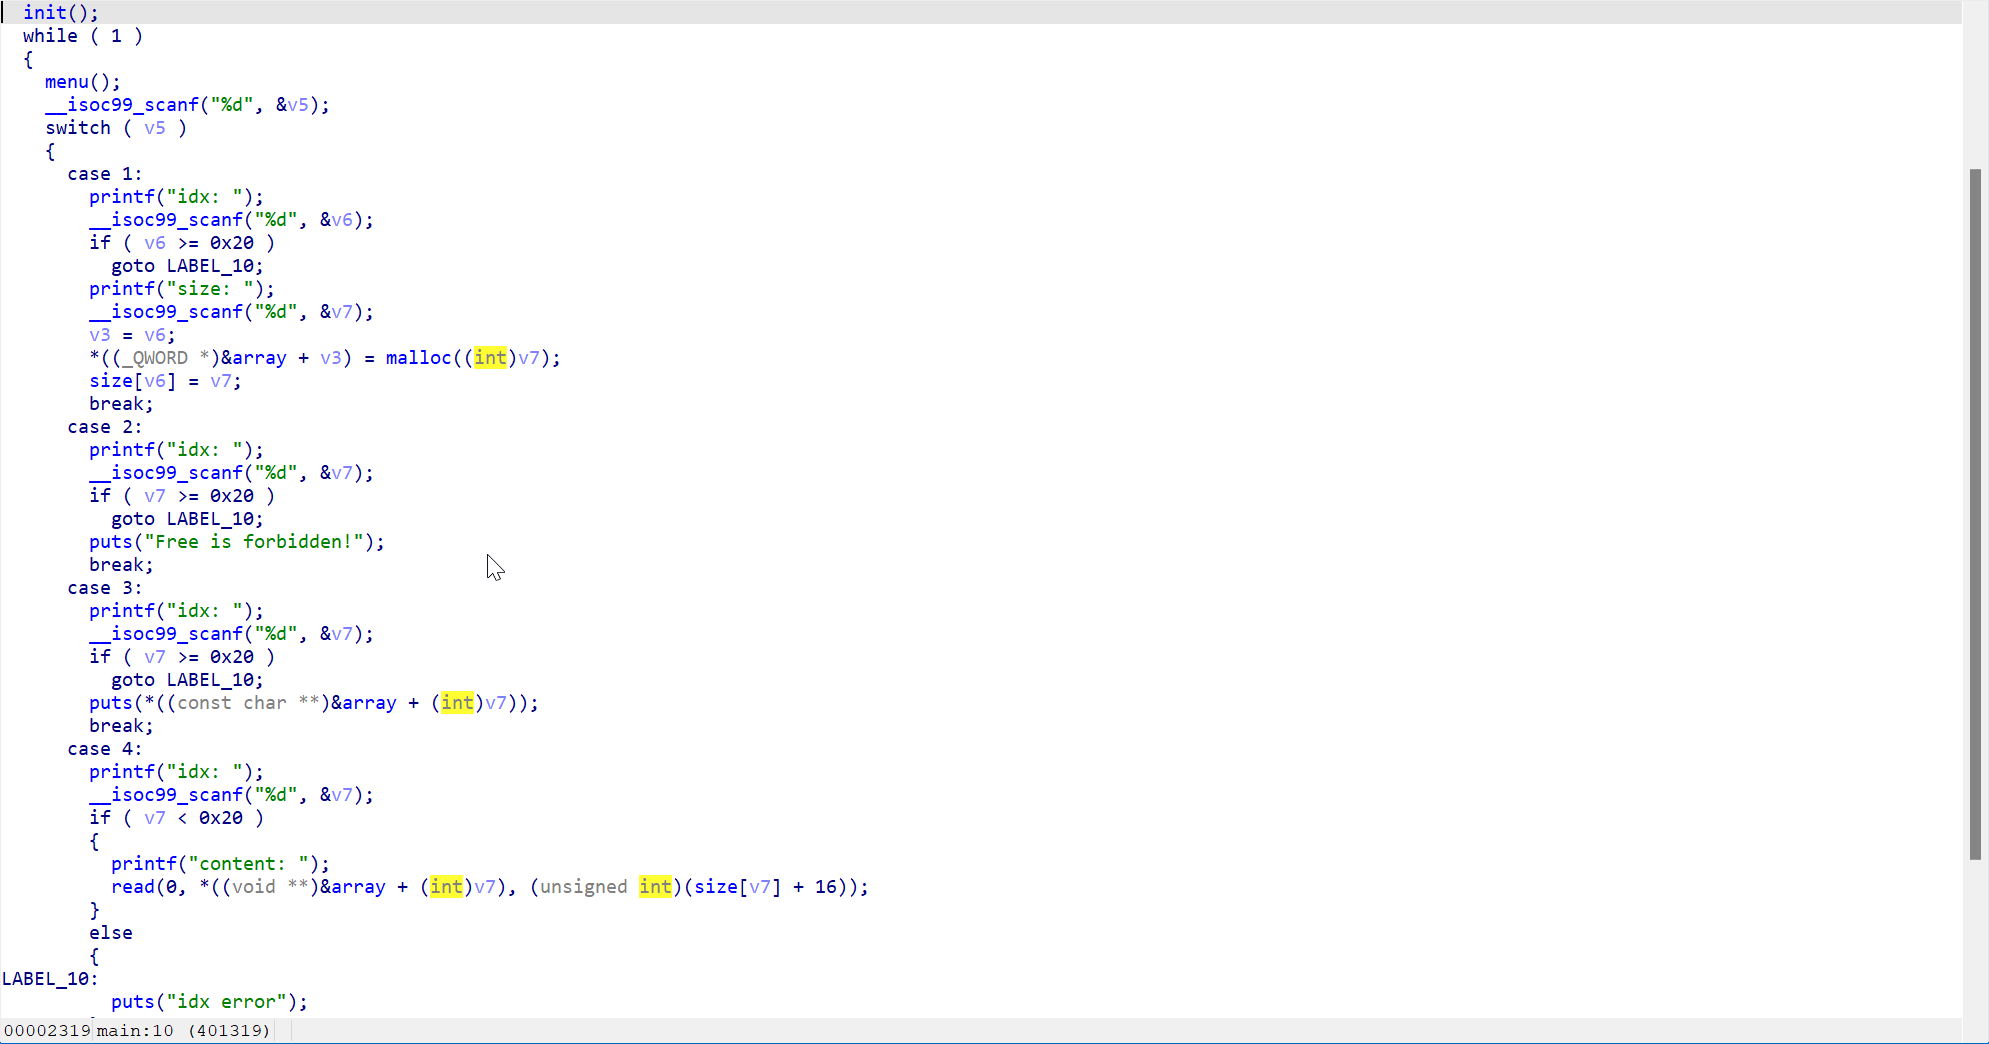 init();
while ( 1 )
{
menu();
__isoc99_scanf("%d", &v5);
switch ( v5 )
{
case 1:
printf("idx: ");
__isoc99_scanf("%d", &v6);
if ( v6 >= 0x20 )
goto LABEL_10;
printf("size: ");
__isoc99_scanf("%d", &v7);
v3 = v6;
*((_QWORD *)&array + v3) = malloc((int)v7);
size[v6] = v7;
break;
case 2:
printf("idx: ");
__isoc99_scanf("%d", &v7);
if ( v7 >= 0x20 )
goto LABEL_10;
puts("Free is forbidden!");
break;
case 3:
printf("idx: ");
__isoc99_scanf("%d", &v7);
if ( v7 >= 0x20 )
goto LABEL_10;
puts(*((const char **)&array + (int)v7));
break;
case 4:
printf("idx: ");
__isoc99_scanf("%d", &v7);
if ( v7 < 0x20 )
{
printf("content: ");
read(0, *((void **)&array + (int)v7), (unsigned int)(size[v7] + 16));
}
else
{
LABEL_10:
puts("idx error");
00002319 main:10 (401319)